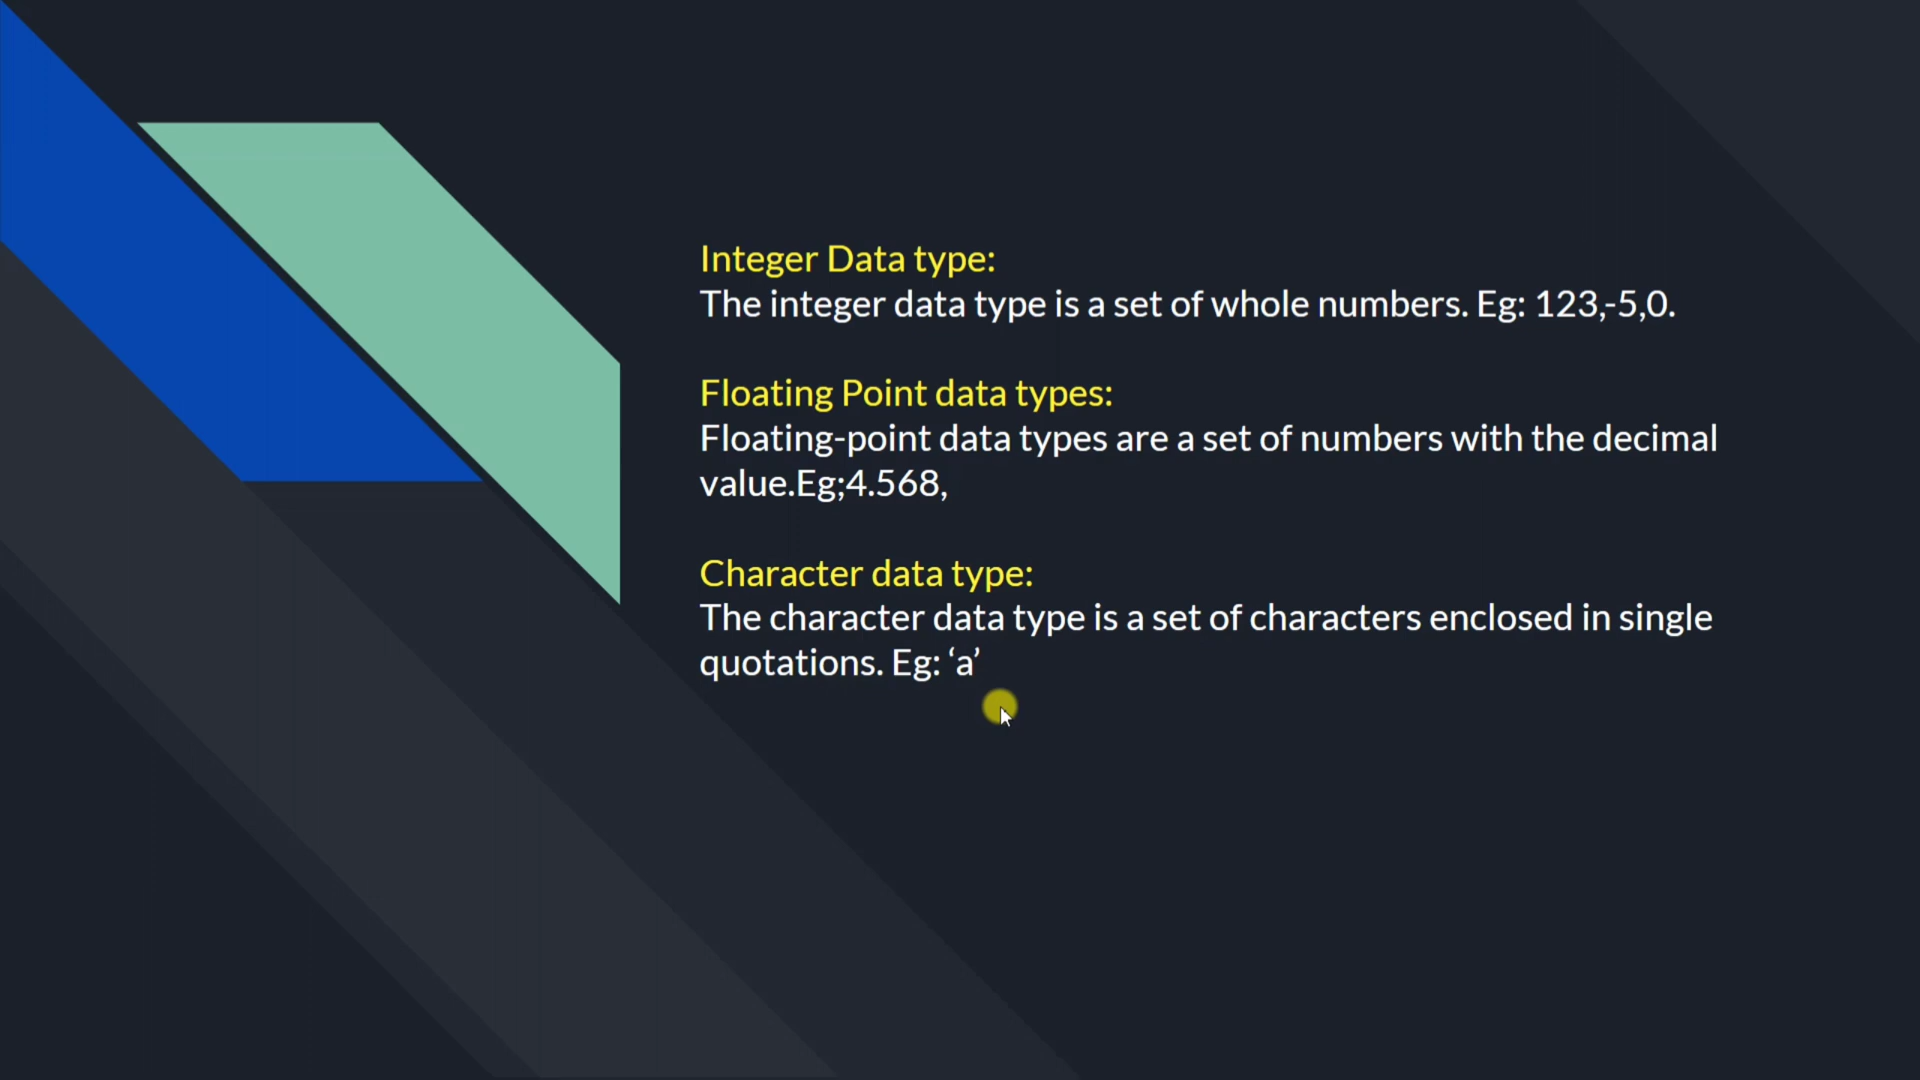 Integer Data type:
The integer data type is a set of whole numbers. Eg: 123,-5,0.
Floating Point data types:
Floating-point data types are a set of numbers with the decimal
value.Eg;4.568,
Character data type:
The character data type is a set of characters enclosed in single
quotations. Eg: ‘a’